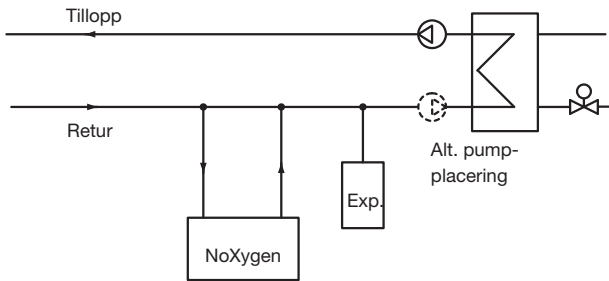 Tillopp
Retur
Alt. pump-
placering
Exp.
NoXygen